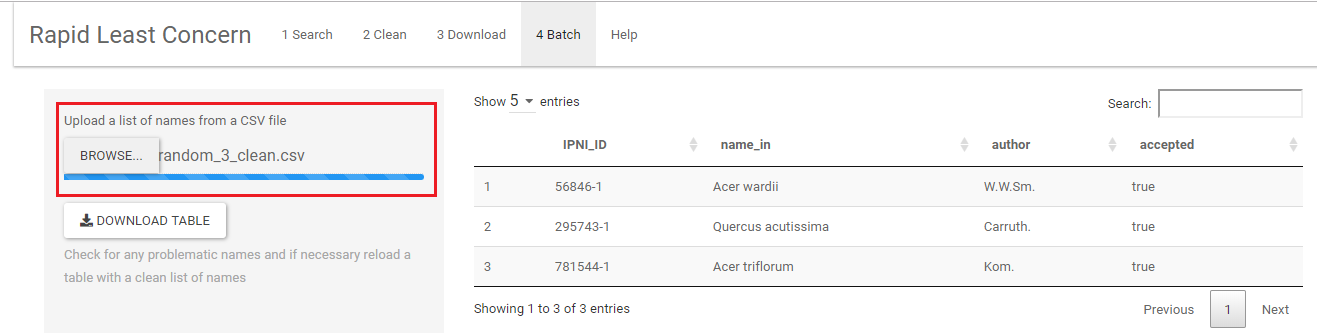 Rapid Least Concern 1 Search 2 Clean 3 Download 4 Batch Help
Upload a list of names from a CSV file
BROWSE... random_3_clean.csv
DOWNLOAD TABLE
Check for any problematic names and if necessary reload a
table with a clean list of names
Show 5 entries Search:
IPNI_ID name_in author accepted
1 56846-1 Acer wardii W.W.Sm. true
2 295743-1 Quercus acutissima Carruth. true
3 781544-1 Acer triflorum Kom. true
Showing 1 to 3 of 3 entries Previous 1 Next